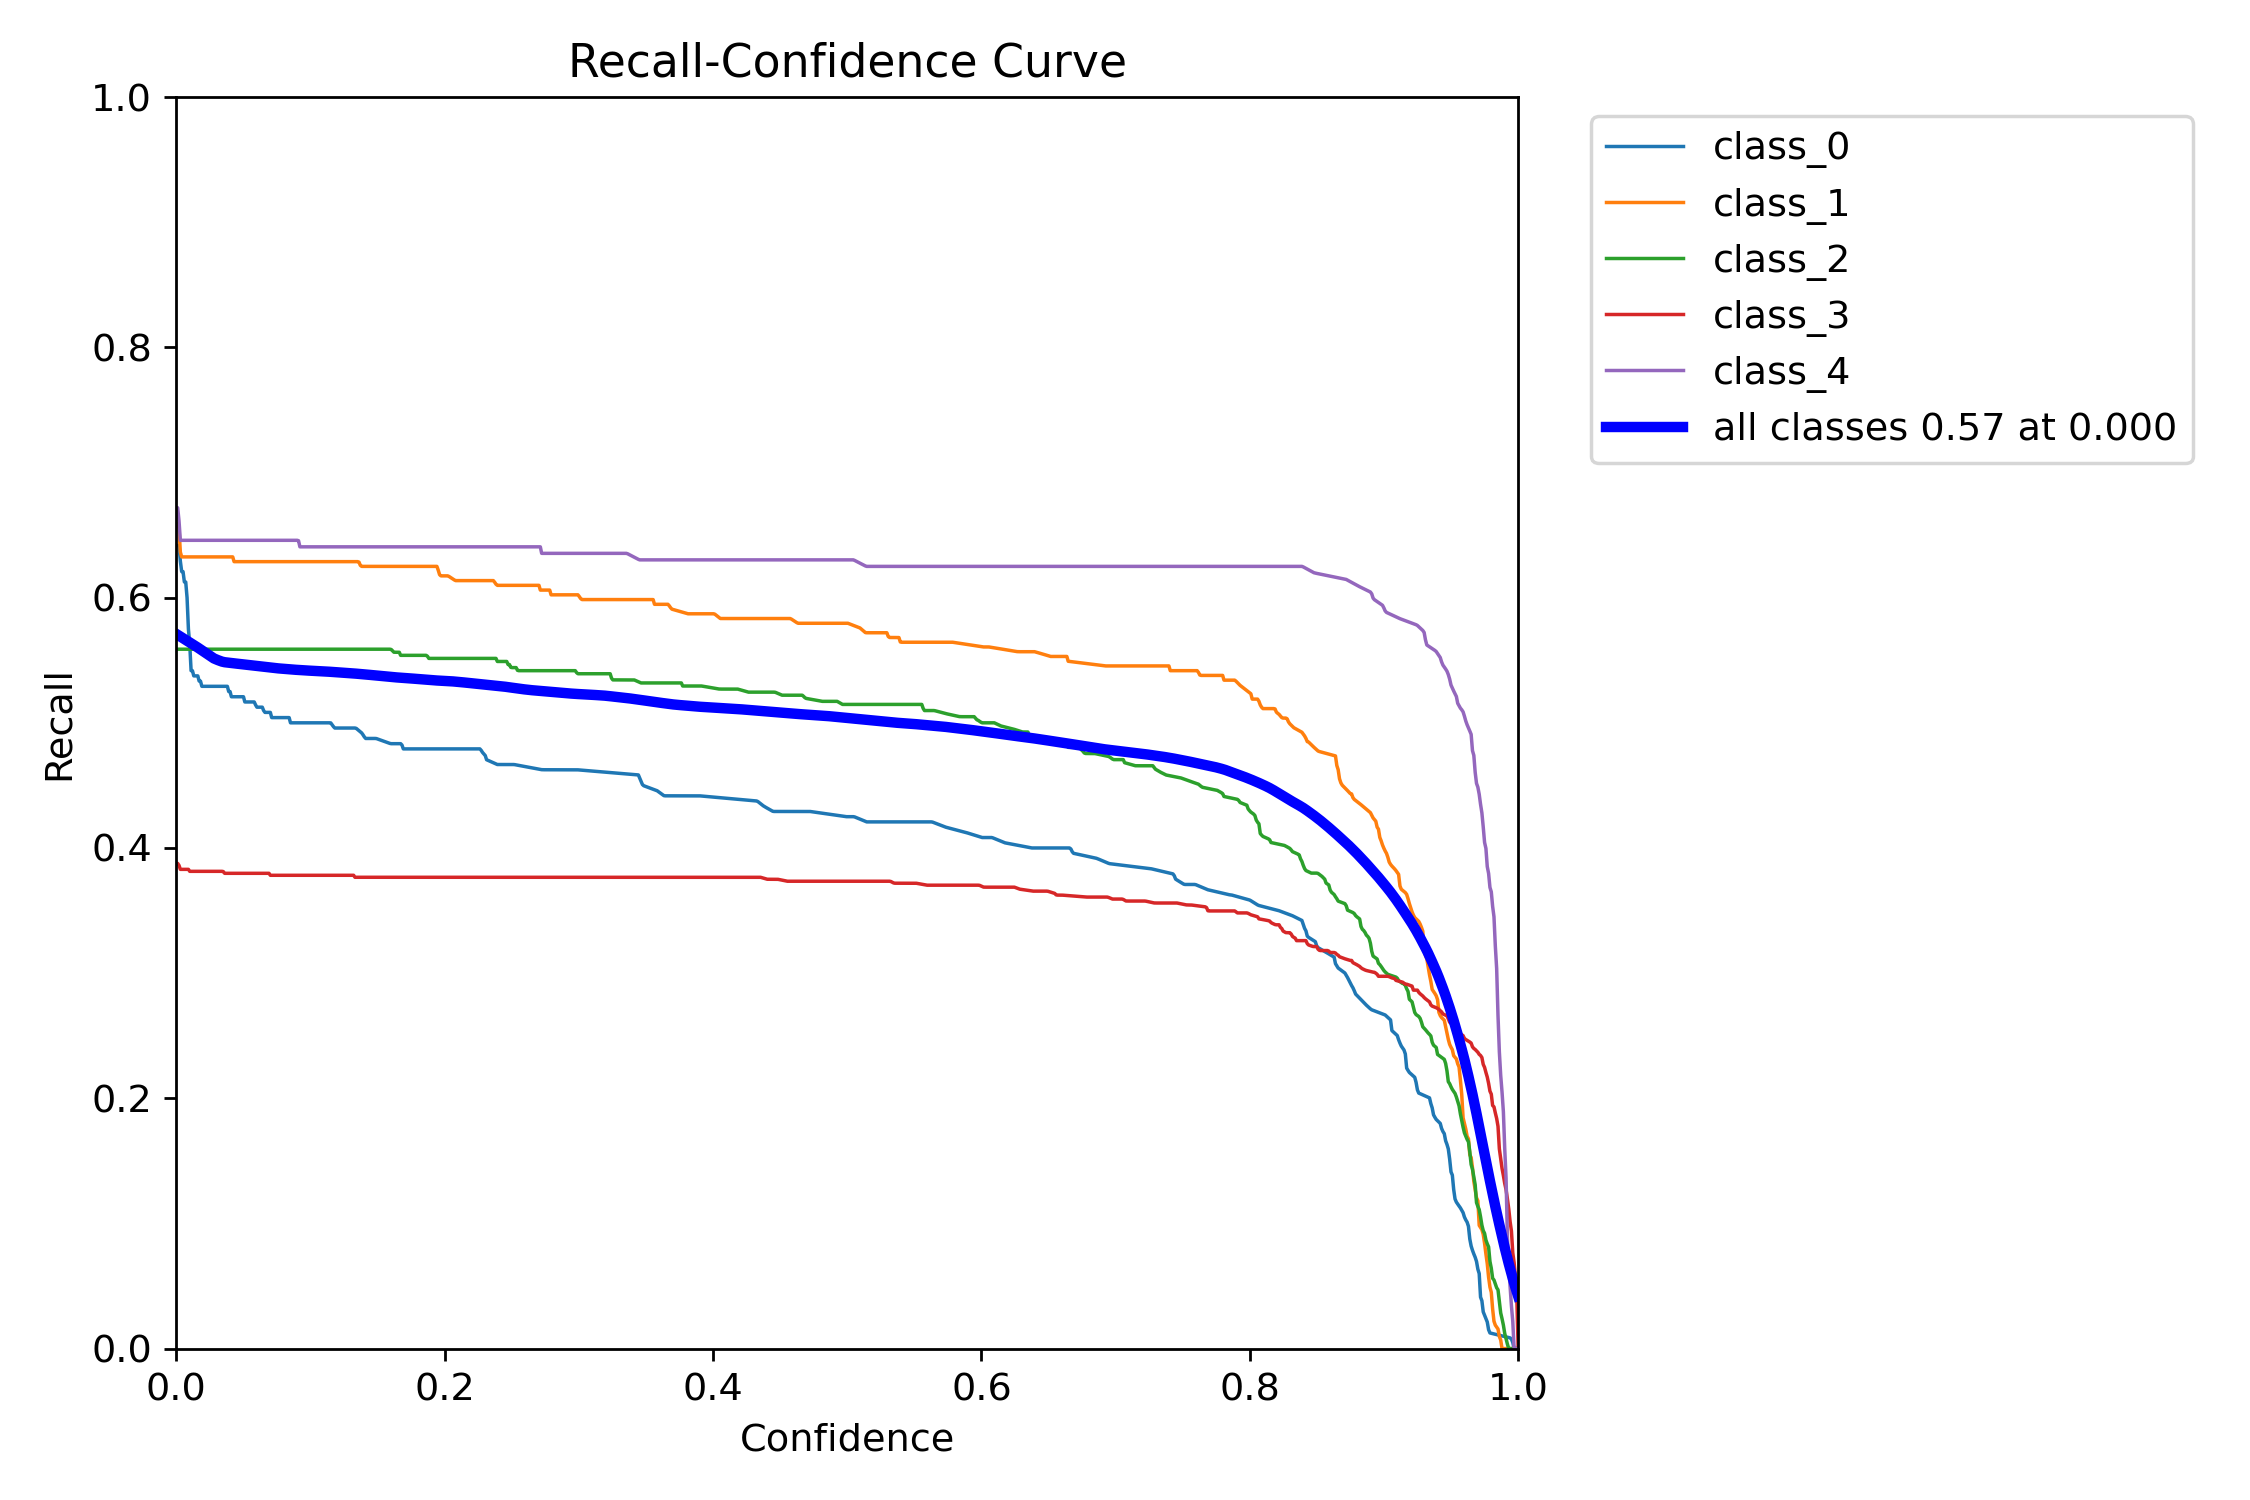 Recall-Confidence Curve
1.0
0.8
0.6
0.4
0.2
0.0
Recall
0.0 0.2 0.4 0.6 0.8 1.0
Confidence
class_0
class_1
class_2
class_3
class_4
all classes 0.57 at 0.000